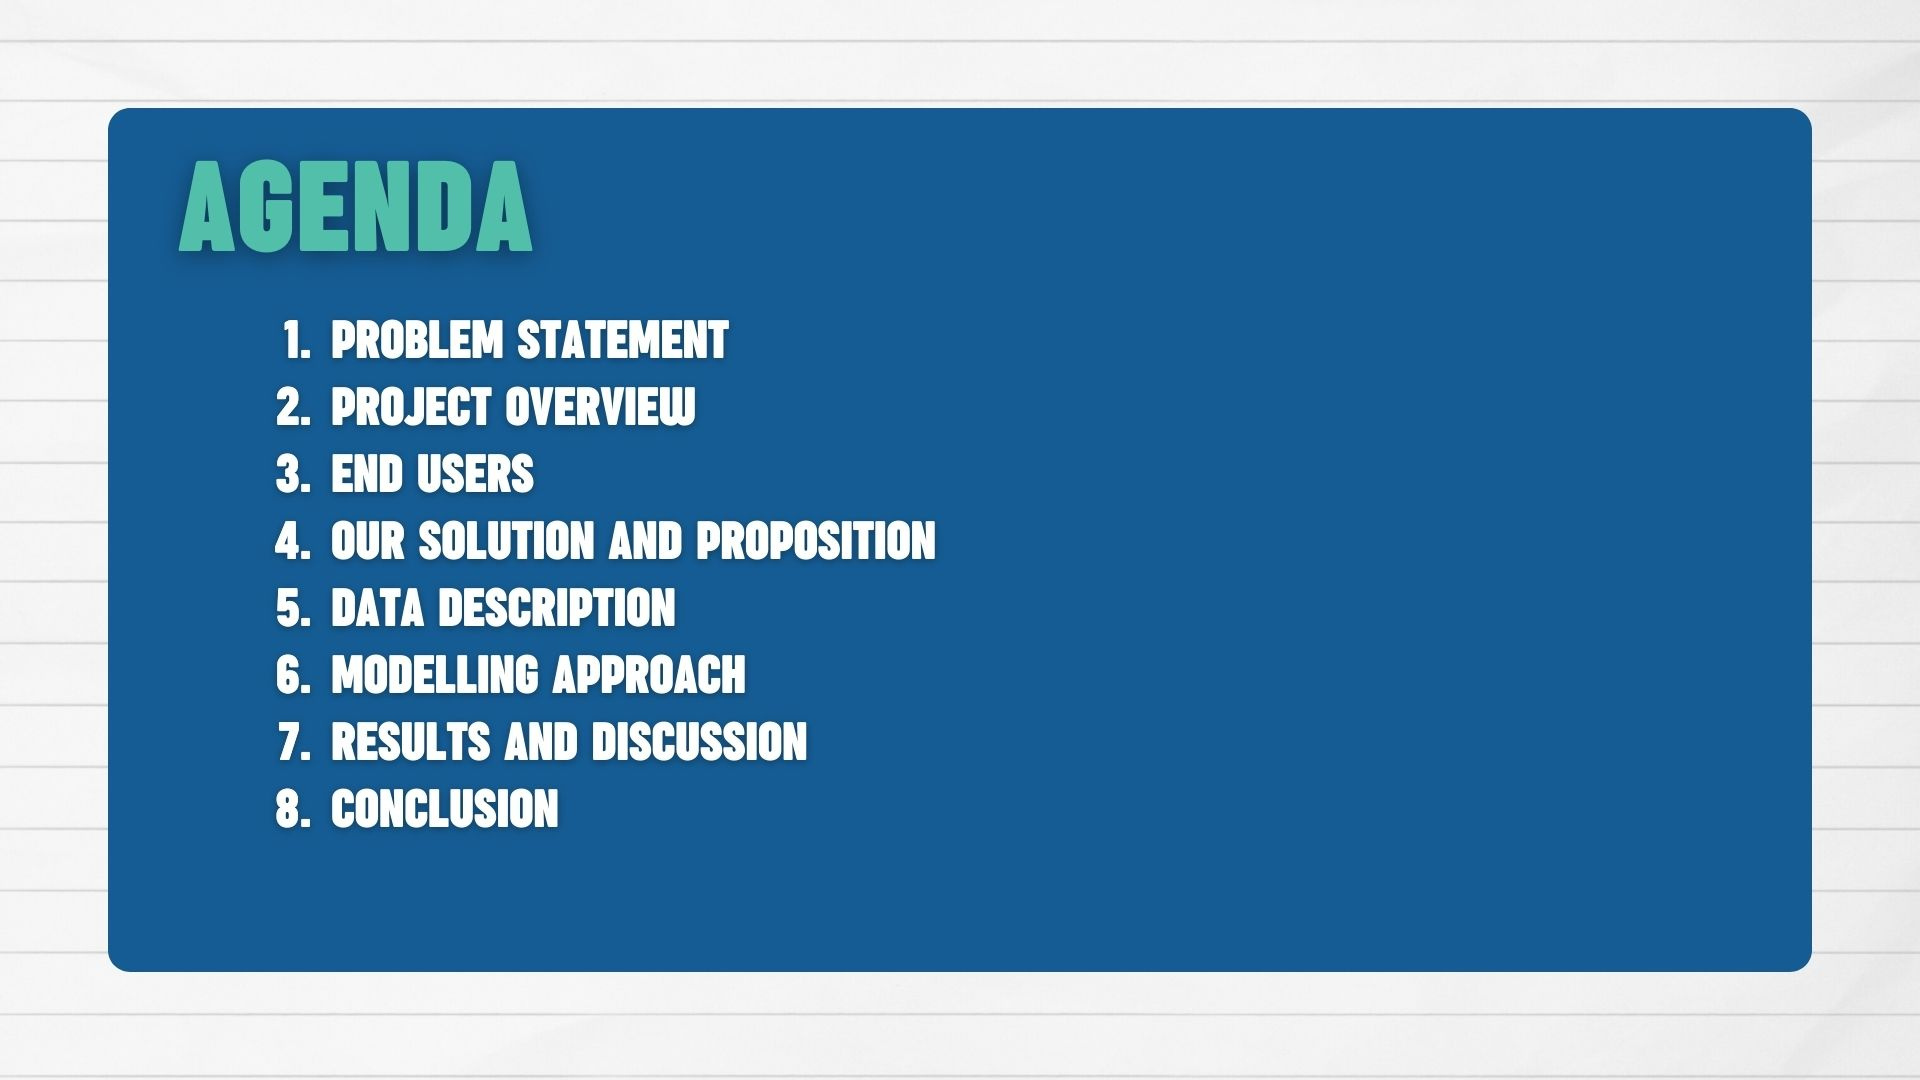 AGENDA
1. PROBLEM STATEMENT
2. PROJECT OVERVIEW
3. END USERS
4. OUR SOLUTION AND PROPOSITION
5. DATA DESCRIPTION
6. MODELLING APPROACH
7. RESULTS AND DISCUSSION
8. CONCLUSION